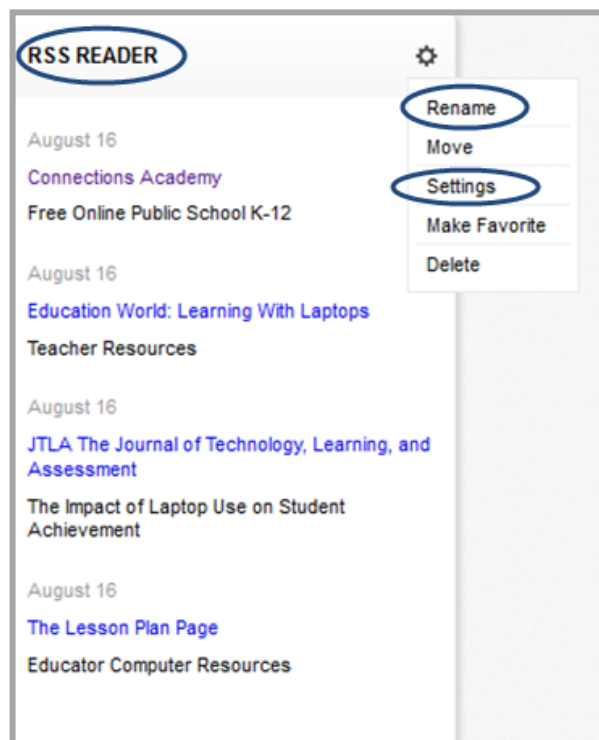 RSS READER
Rename
Move
Settings
Make Favorite
Delete
August 16
Connections Academy
Free Online Public School K-12
August 16
Education World: Learning With Laptops
Teacher Resources
August 16
JTLA The Journal of Technology, Learning, and
Assessment
The Impact of Laptop Use on Student
Achievement
August 16
The Lesson Plan Page
Educator Computer Resources